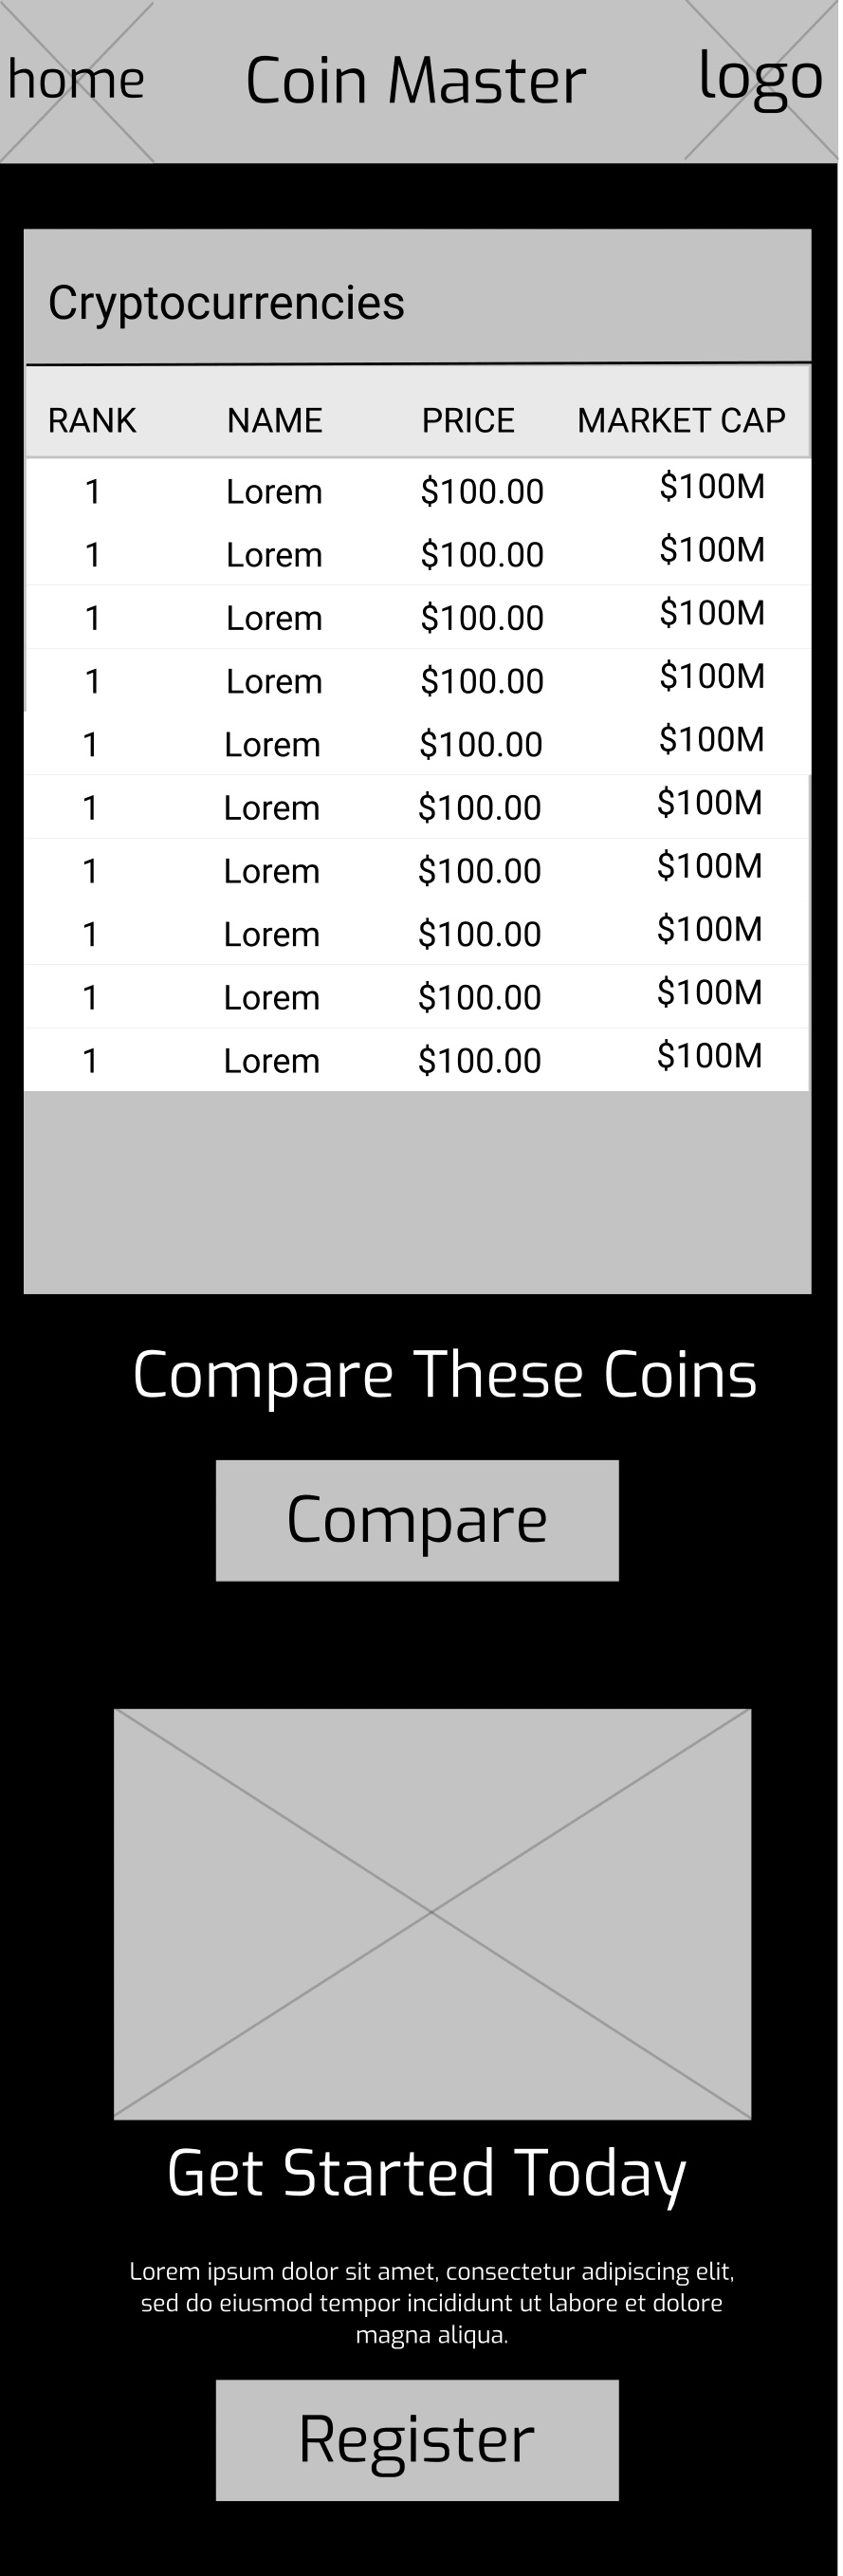 home Coin Master logo
Cryptocurrencies
RANK NAME PRICE MARKET CAP
1 Lorem $100.00 $100M
1 Lorem $100.00 $100M
1 Lorem $100.00 $100M
1 Lorem $100.00 $100M
1 Lorem $100.00 $100M
1 Lorem $100.00 $100M
1 Lorem $100.00 $100M
1 Lorem $100.00 $100M
1 Lorem $100.00 $100M
1 Lorem $100.00 $100M
Compare These Coins
Compare
Get Started Today
Lorem ipsum dolor sit amet, consectetur adipiscing elit,
sed do eiusmod tempor incididunt ut labore et dolore
magna aliqua.
Register